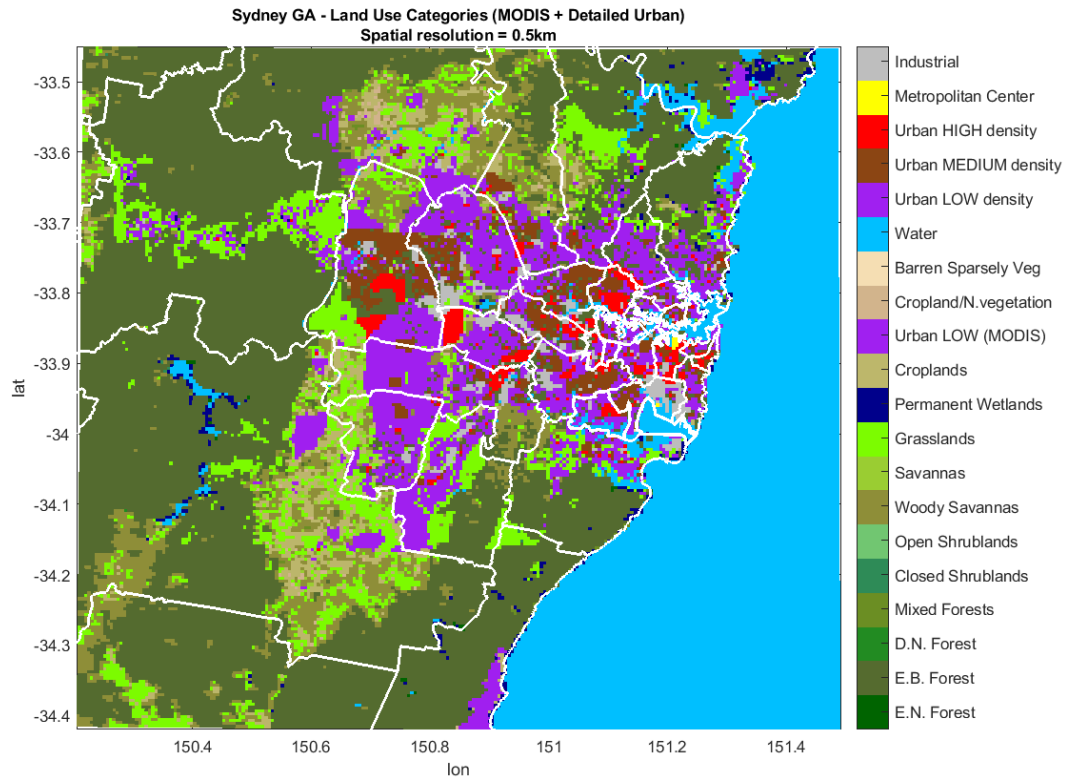 Sydney GA - Land Use Categories (MODIS + Detailed Urban)
Spatial resolution = 0.5km
lat
-33.5
-33.6
-33.7
-33.8
-33.9
-34
-34.1
-34.2
-34.3
-34.4
150.4
150.6
150.8
151
151.2
151.4
lon
Industrial
Metropolitan Center
Urban HIGH density
Urban MEDIUM density
Urban LOW density
Water
Barren Sparsely Veg
Cropland/N.vegetation
Urban LOW (MODIS)
Croplands
Permanent Wetlands
Grasslands
Savannas
Woody Savannas
Open Shrublands
Closed Shrublands
Mixed Forests
D.N. Forest
E.B. Forest
E.N. Forest